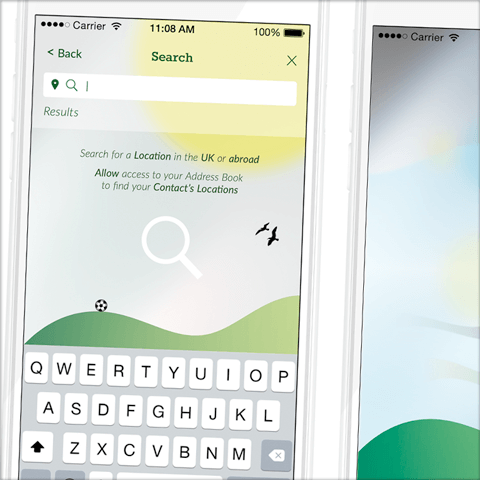 Carrier 11:08 AM 100%
< Back Search ×
Results
Search for a Location in the UK or abroad
Allow access to your Address Book
to find your Contact's Locations
Q W E R T Y U I O P
A S D F G H J K L
Z X C V B N M
Carrier